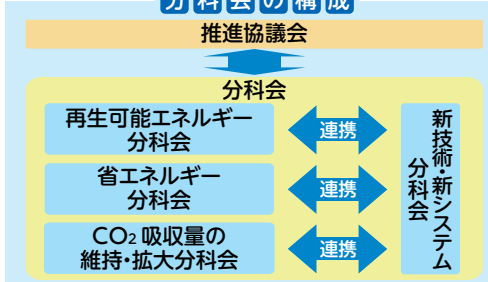 分科会の構成
推進協議会
分科会
再生可能エネルギー
分科会
連携
省エネルギー
分科会
連携
CO2 吸収量の
維持・拡大分科会
連携
新技術・新システム
分科会